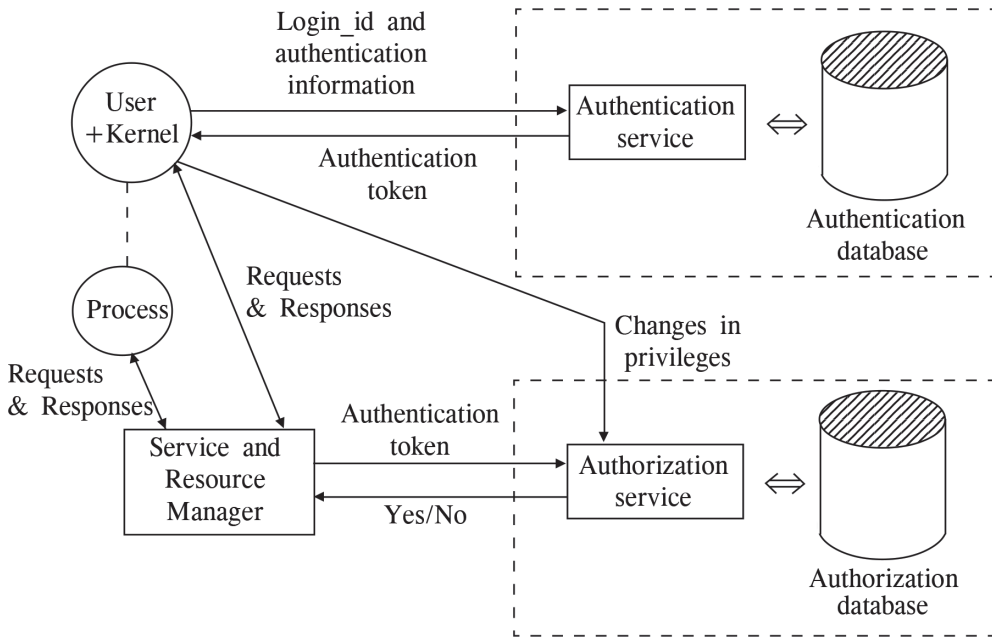 Login_id and
authentication
information
User
+Kernel
Authentication
service
Authentication
token
Authentication
database
Requests
& Responses
Process
Changes in
privileges
Requests
& Responses
Authentication
token
Service and
Resource
Manager
Authorization
service
Yes/No
Authorization
database